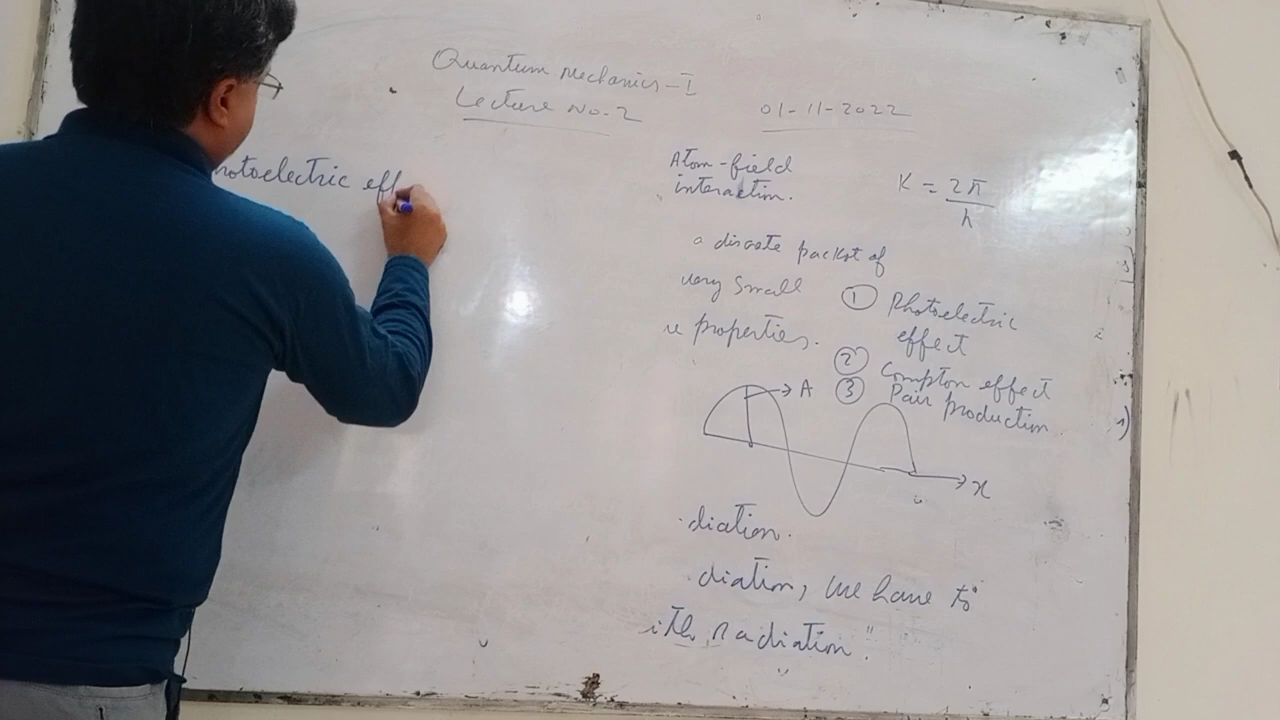 Quantum Mechanics-I
Lecture No-2
01-11-2022
hotoelectric eff
Atom-field
interaction.
K = 2π
λ
a discrete packet of
very small
properties.
① Photoelectric
effect
② Compton effect
③ Pair production
A
x
diation.
diation, we have to
ith radiation."